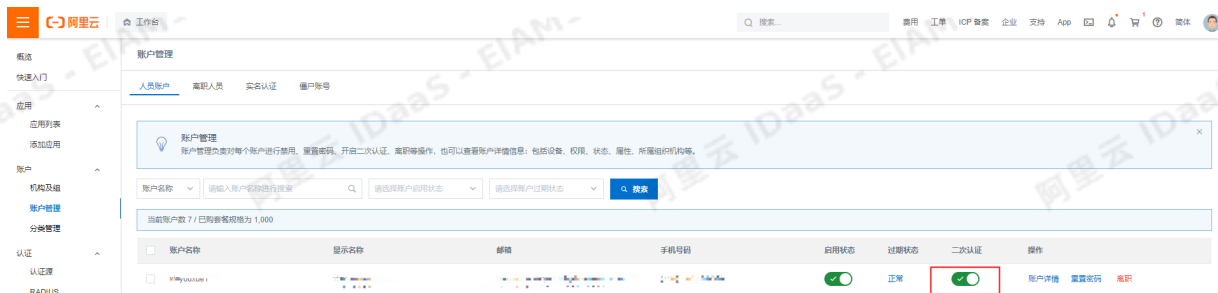 阿里云 工作台 搜索... 费用 工单 ICP 备案 企业 支持 App 1 简体
概览
快速入门
应用
应用列表
添加应用
账户
机构及组
账户管理
分类管理
认证
认证源
RADIUS
账户管理
人员账户 离职人员 实名认证 僵尸账号
账户管理
账户管理负责对每个账户进行禁用、重置密码、开启二次认证、离职等操作，也可以查看账户详情信息：包括设备、权限、状态、属性、所属组织机构等。
账户名称 请输入账户名称进行搜索 请选择账户启用状态 请选择账户过期状态 搜索
当前账户数 7 / 已购套餐规格为 1,000
账户名称 显示名称 邮箱 手机号码 启用状态 过期状态 二次认证 操作
正常 账户详情 重置密码 离职
阿里云 IDaaS - EIAM